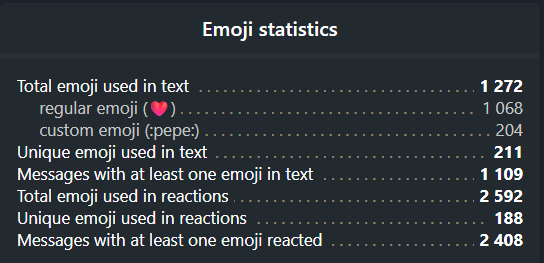 Emoji statistics
Total emoji used in text 1 272
regular emoji (❤️) 1 068
custom emoji (:pepe:) 204
Unique emoji used in text 211
Messages with at least one emoji in text 1 109
Total emoji used in reactions 2 592
Unique emoji used in reactions 188
Messages with at least one emoji reacted 2 408